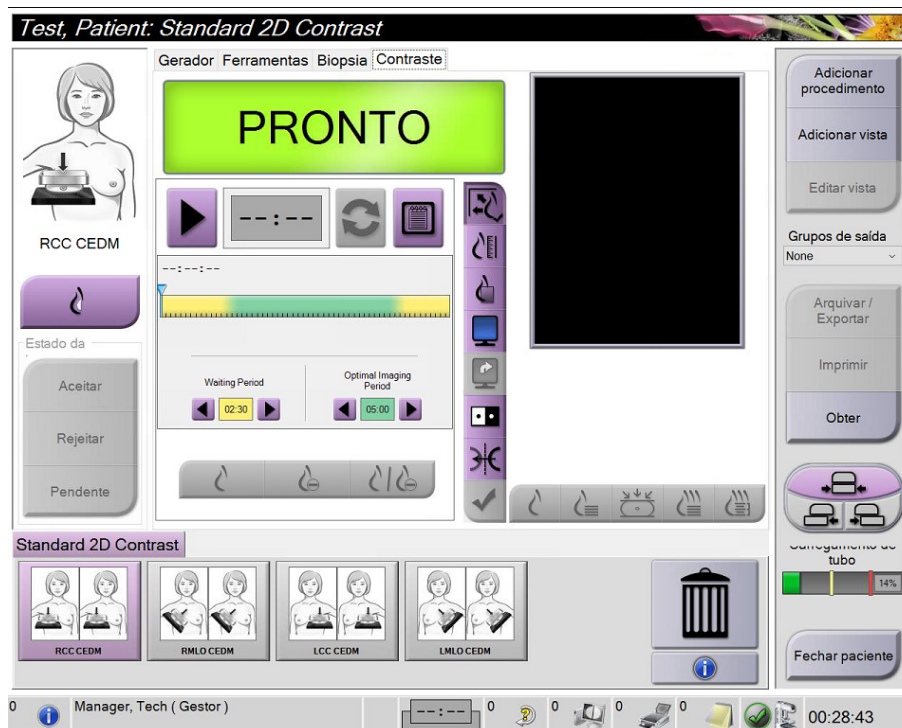 Test, Patient: Standard 2D Contrast
Gerador Ferramentas Biopsia Contraste
PRONTO
RCC CEDM
--:--
--:--:--
Waiting Period
Optimal Imaging
Period
02:30
05:00
Estado da
Aceitar
Rejeitar
Pendente
Adicionar
procedimento
Adicionar vista
Editar vista
Grupos de saída
None
Arquivar /
Exportar
Imprimir
Obter
tubo
14%
Fechar paciente
Standard 2D Contrast
RCC CEDM
RMLO CEDM
LCC CEDM
LMLO CEDM
0
Manager, Tech ( Gestor )
--:--
0
0
0
0
00:28:43